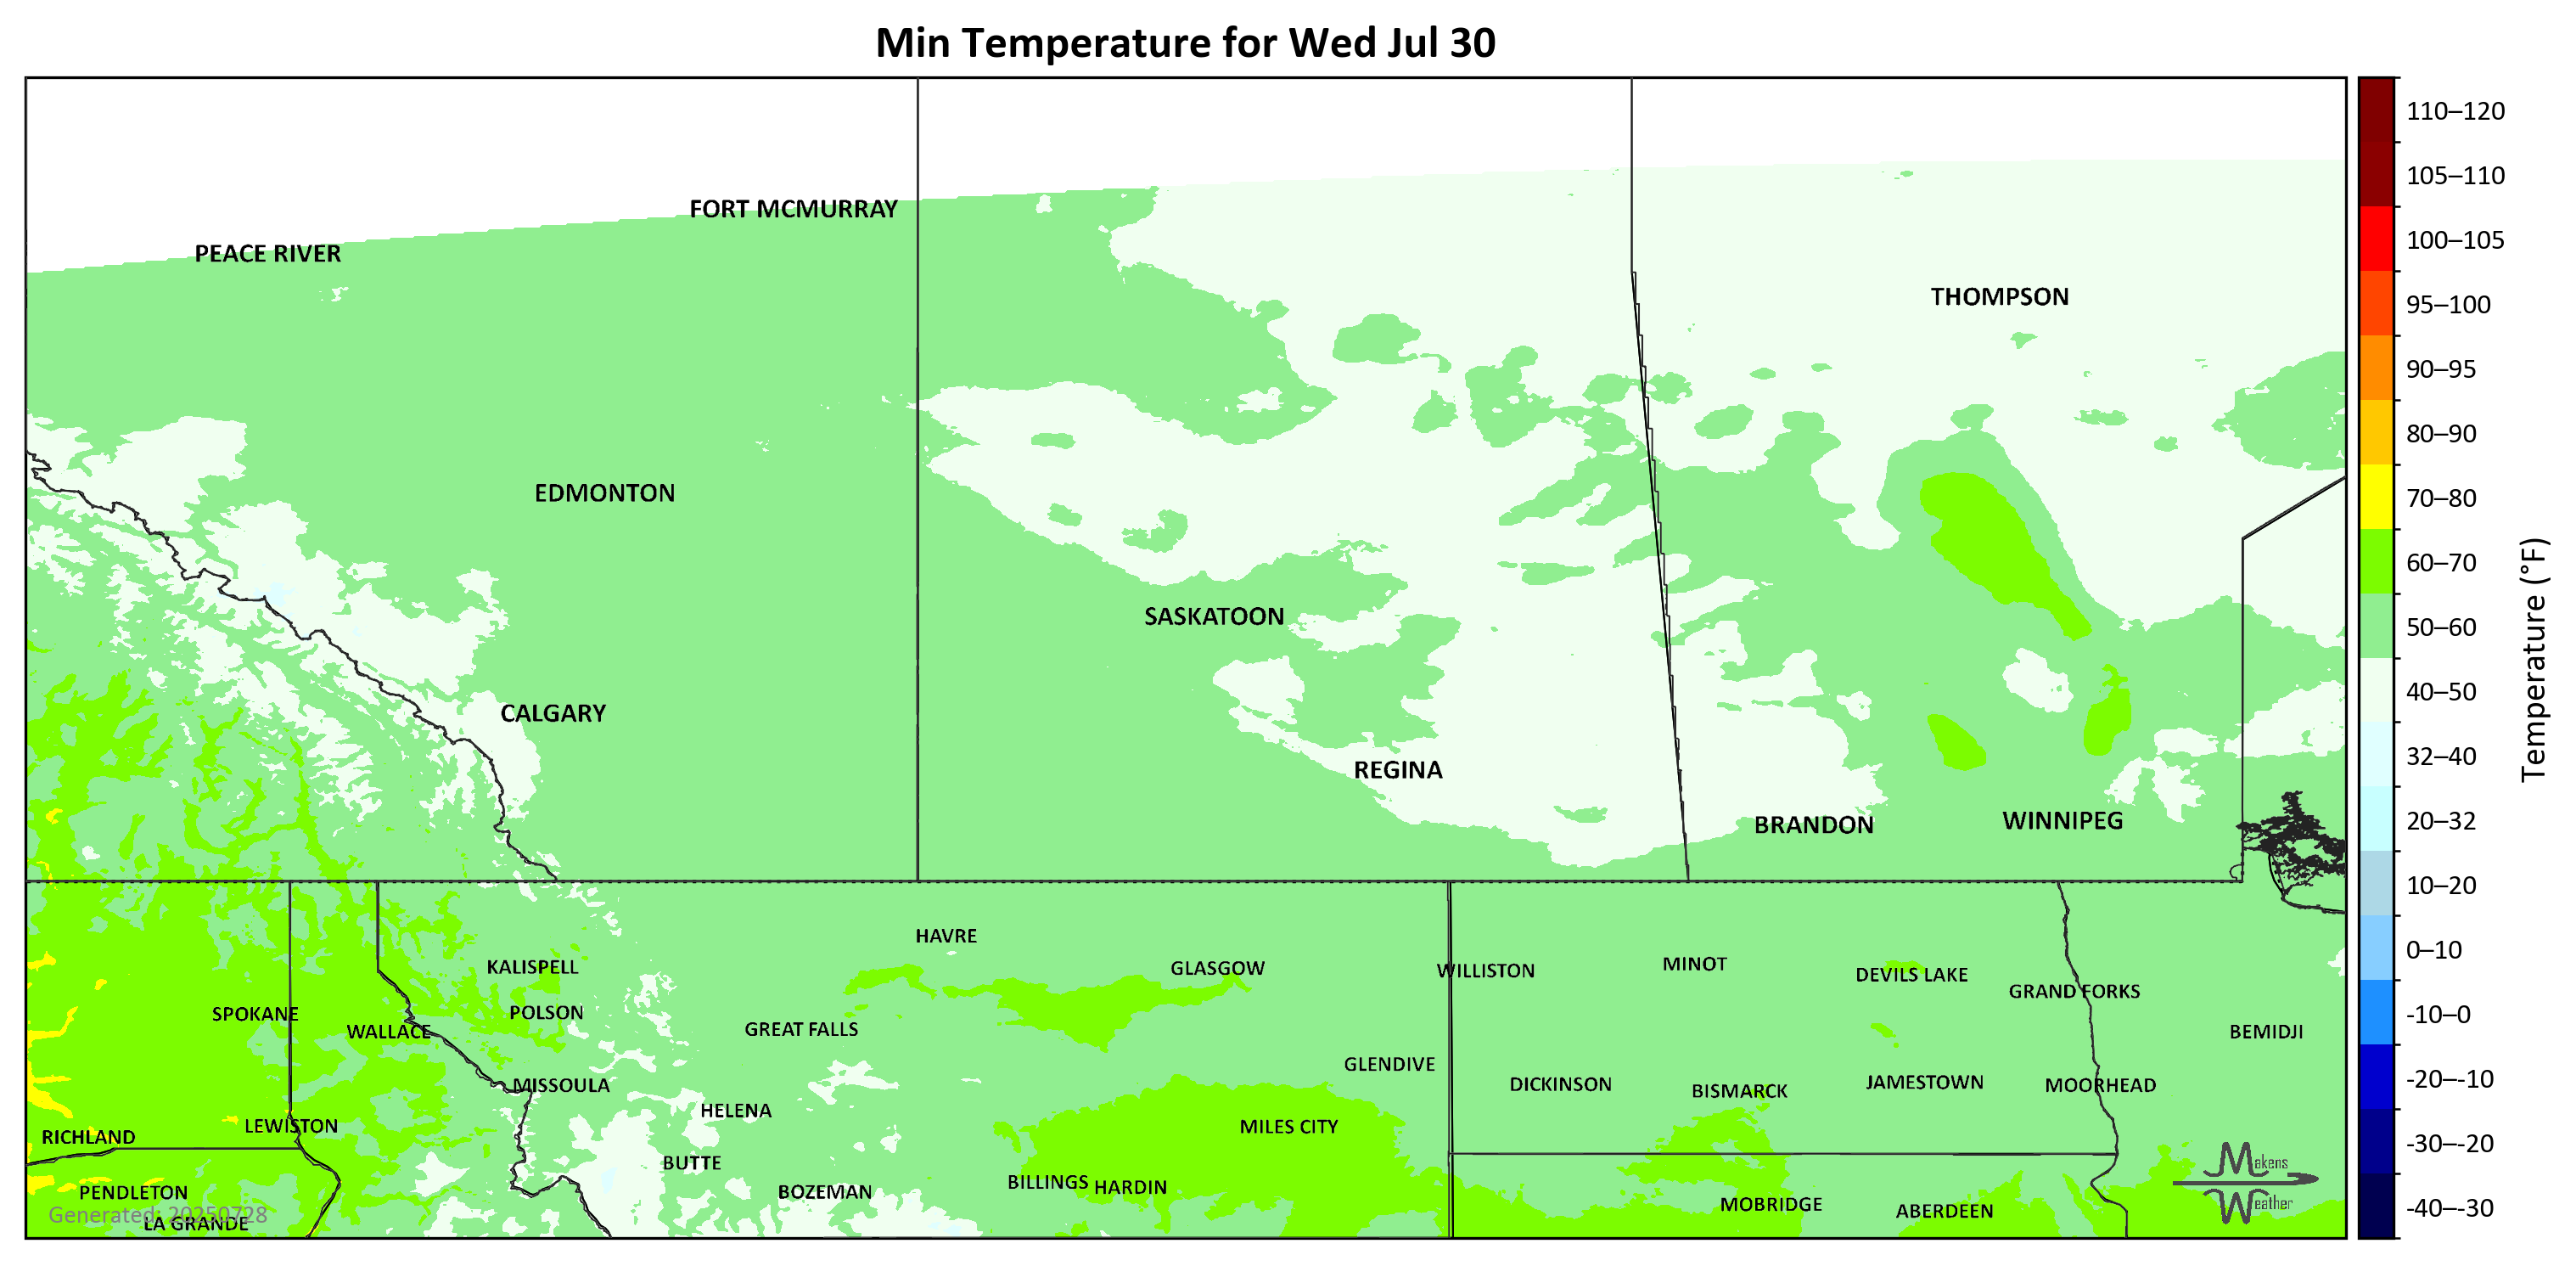 Min Temperature for Wed Jul 30
110–120
105–110
FORT MCMURRAY
100–105
PEACE RIVER
THOMPSON
95–100
90–95
80–90
EDMONTON
70–80
60–70
SASKATOON
50–60
Temperature (°F)
CALGARY
40–50
REGINA
32–40
BRANDON
WINNIPEG
20–32
10–20
HAVRE
KALISPELL
GLASGOW
WILLISTON
MINOT
DEVILS LAKE
0–10
GRAND FORKS
SPOKANE
POLSON
-10–0
WALLACE
GREAT FALLS
BEMIDJI
GLENDIVE
MISSOULA
DICKINSON
BISMARCK
JAMESTOWN
MOORHEAD
-20–-10
HELENA
LEWISTON
MILES CITY
RICHLAND
-30–-20
BUTTE
Makens
Weather
PENDLETON
BOZEMAN
BILLINGS
HARDIN
MOBRIDGE
ABERDEEN
-40–-30
Generated: 20250728
LA GRANDE